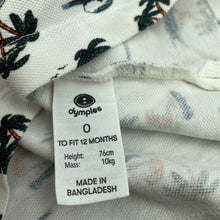 dymples
0
TO FIT 12 MONTHS
Height: 76cm
Mass: 10kg
MADE IN
BANGLADESH